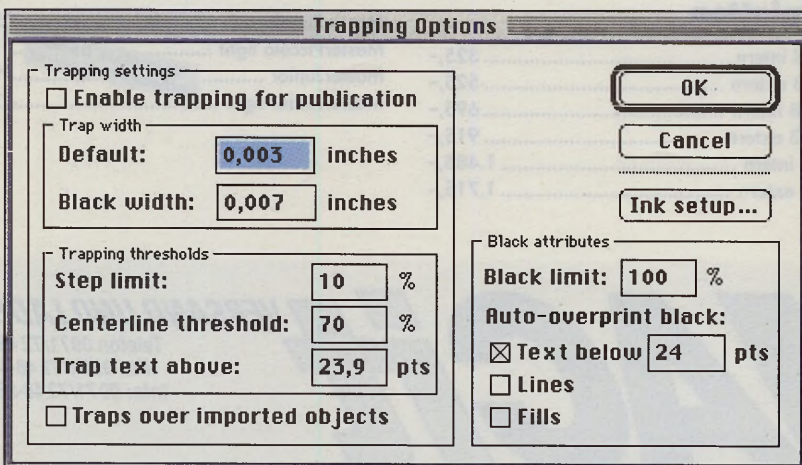 Trapping Options
Trapping settings
Enable trapping for publication
Trap width
Default: 0,003 inches
Black width: 0,007 inches
Trapping thresholds
Step limit: 10 %
Centerline threshold: 70 %
Trap text above: 23,9 pts
Traps over imported objects
OK
Cancel
Ink setup...
Black attributes
Black limit: 100 %
Auto-overprint black:
Text below 24 pts
Lines
Fills